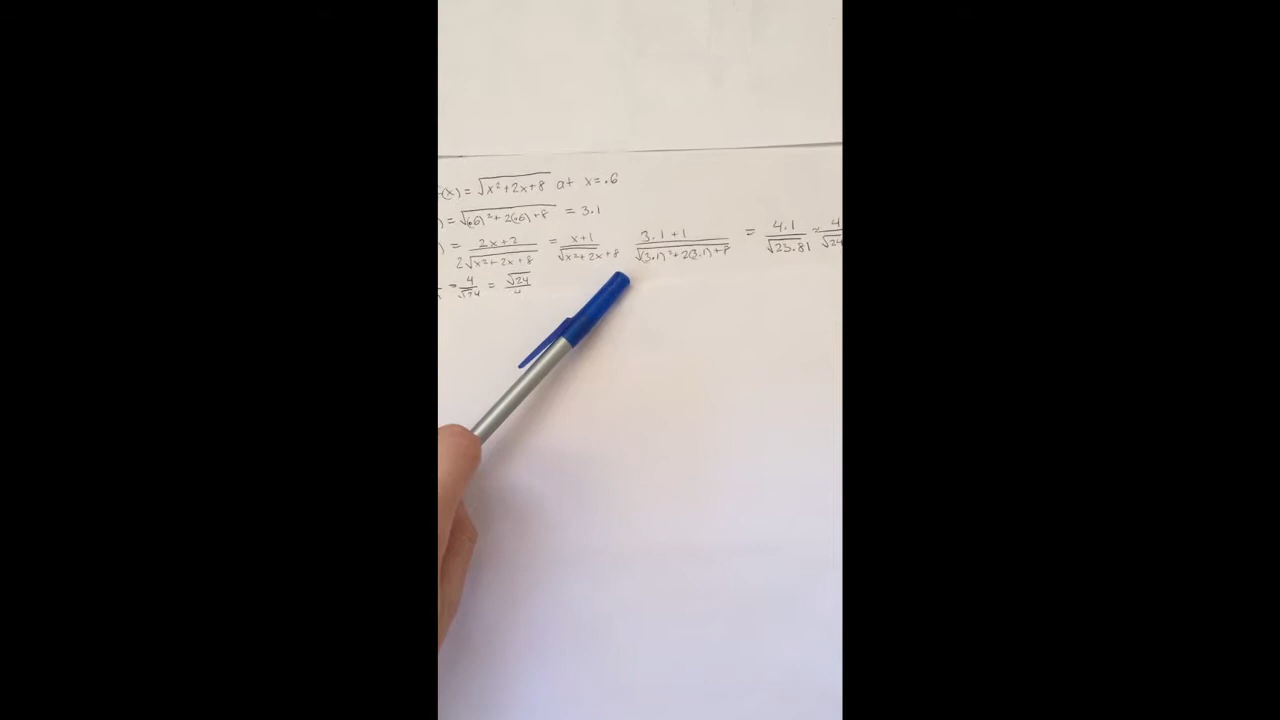 (x) = √(x²+2x+8) at x=.6
) = √((.6)²+2(.6)+8) = 3.1
) = (2x+2)/(2√(x²+2x+8)) = (x+1)/√(x²+2x+8) (3.1+1)/√((3.1)²+2(3.1)+8) = 4.1/√23.81 ≈ 4/√24
≈ 4/√24 = √24/4